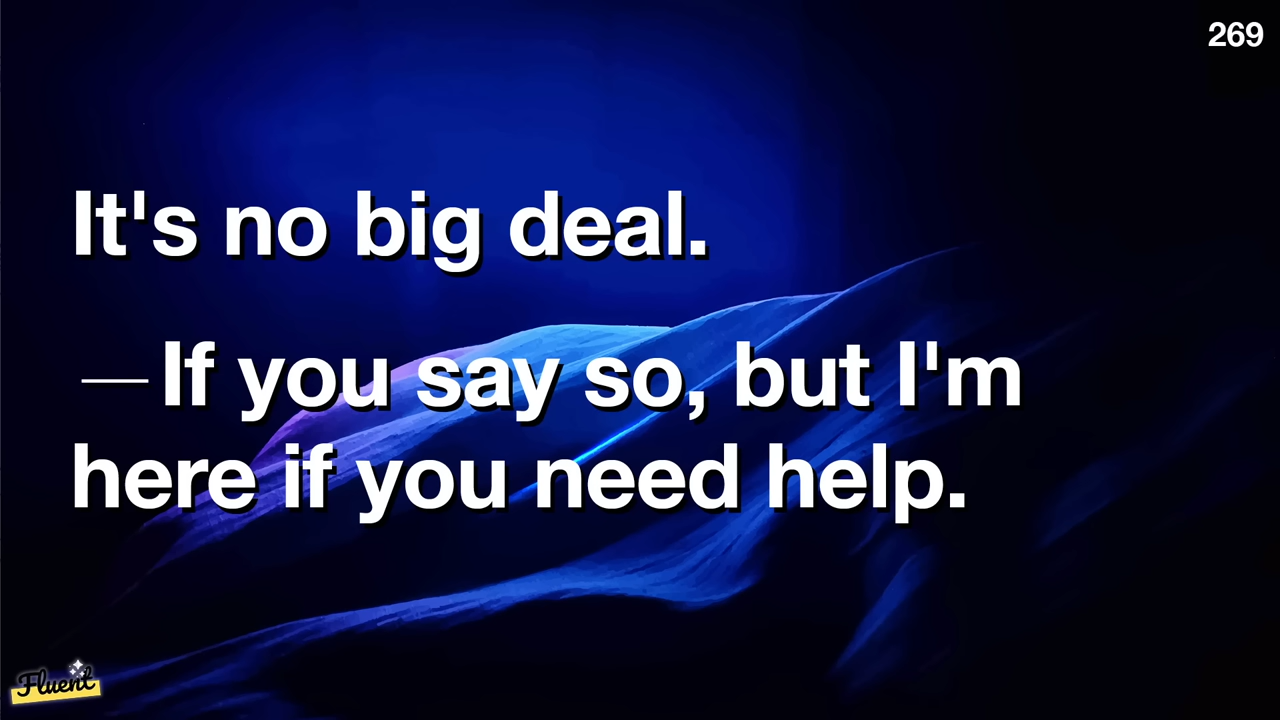 269
It's no big deal.
— If you say so, but I'm
here if you need help.
Fluent